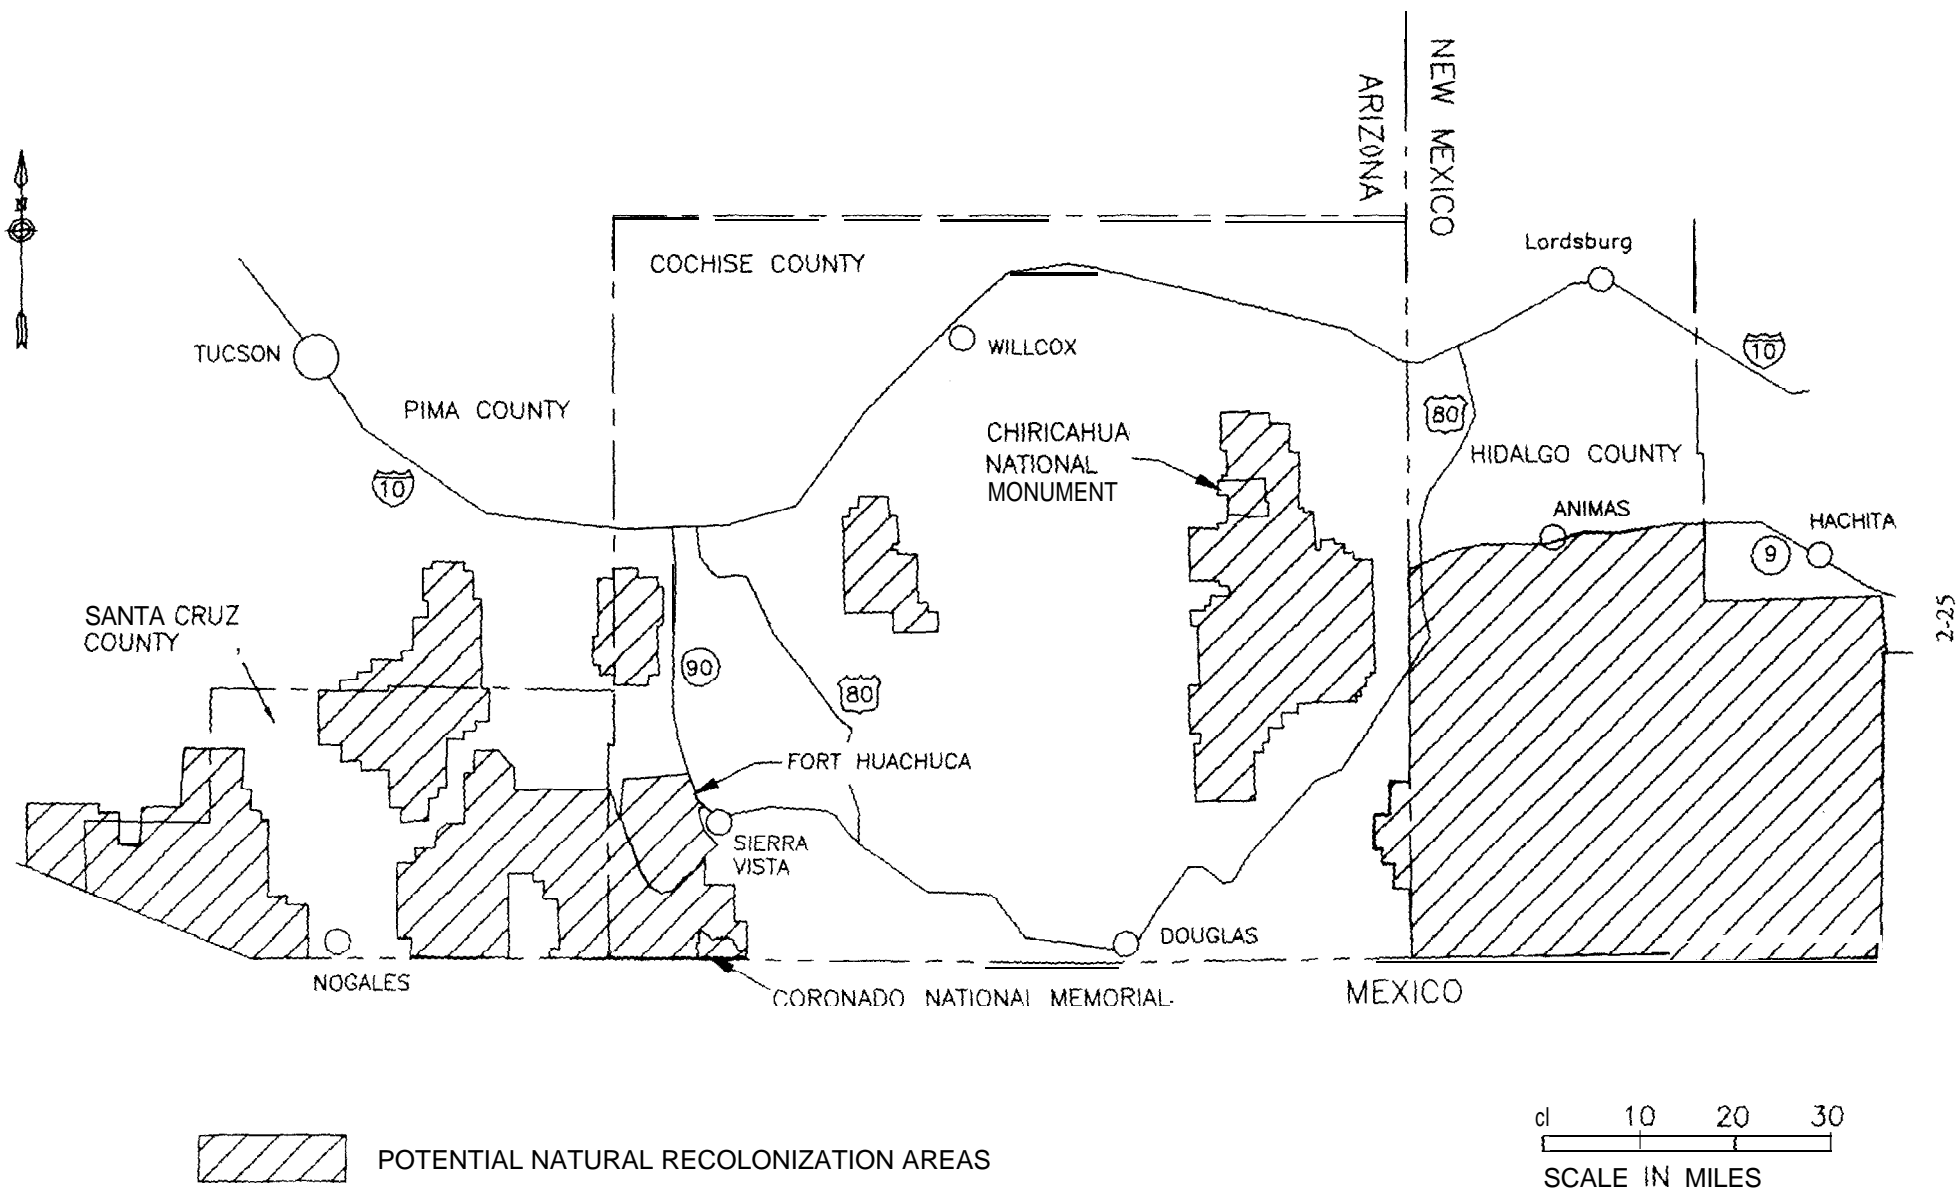 NEW MEXICO
ARIZONA
N
Lordsburg
COCHISE COUNTY
TUCSON
WILLCOX
10
PIMA COUNTY
80
CHIRICAHUA
NATIONAL
MONUMENT
HIDALGO COUNTY
10
ANIMAS
HACHITA
9
SANTA CRUZ
COUNTY
90
80
2-25
FORT HUACHUCA
SIERRA
VISTA
DOUGLAS
NOGALES
CORONADO NATIONAL MEMORIAL
MEXICO
cl 10 20 30
SCALE IN MILES
POTENTIAL NATURAL RECOLONIZATION AREAS